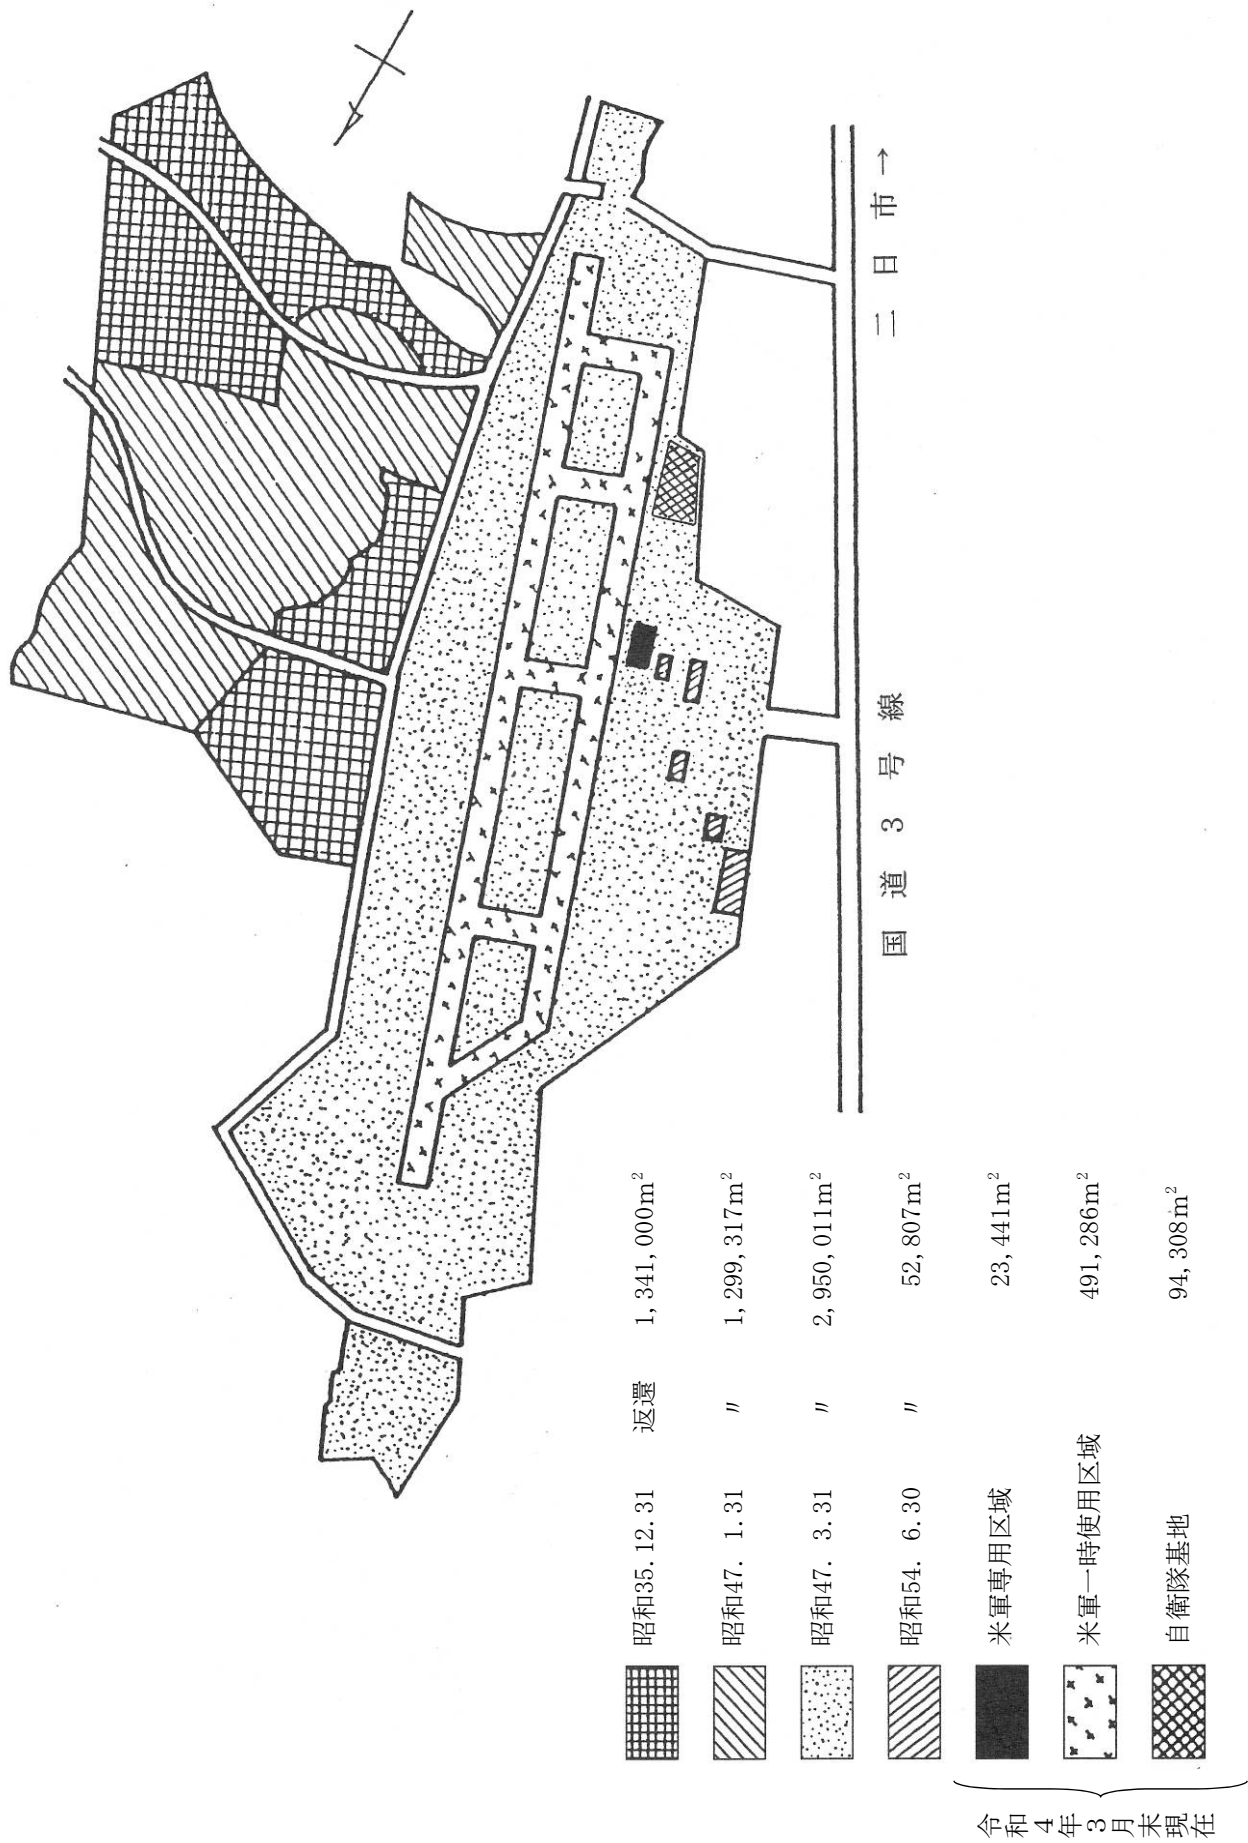 国道3号線
二日市→
昭和35.12.31 返還 1,341,000m²
昭和47. 1.31 〃 1,299,317m²
昭和47. 3.31 〃 2,950,011m²
昭和54. 6.30 〃 52,807m²
米軍専用区域 23,441m²
米軍一時使用区域 491,286m²
自衛隊基地 94,308m²
令和4年3月末現在